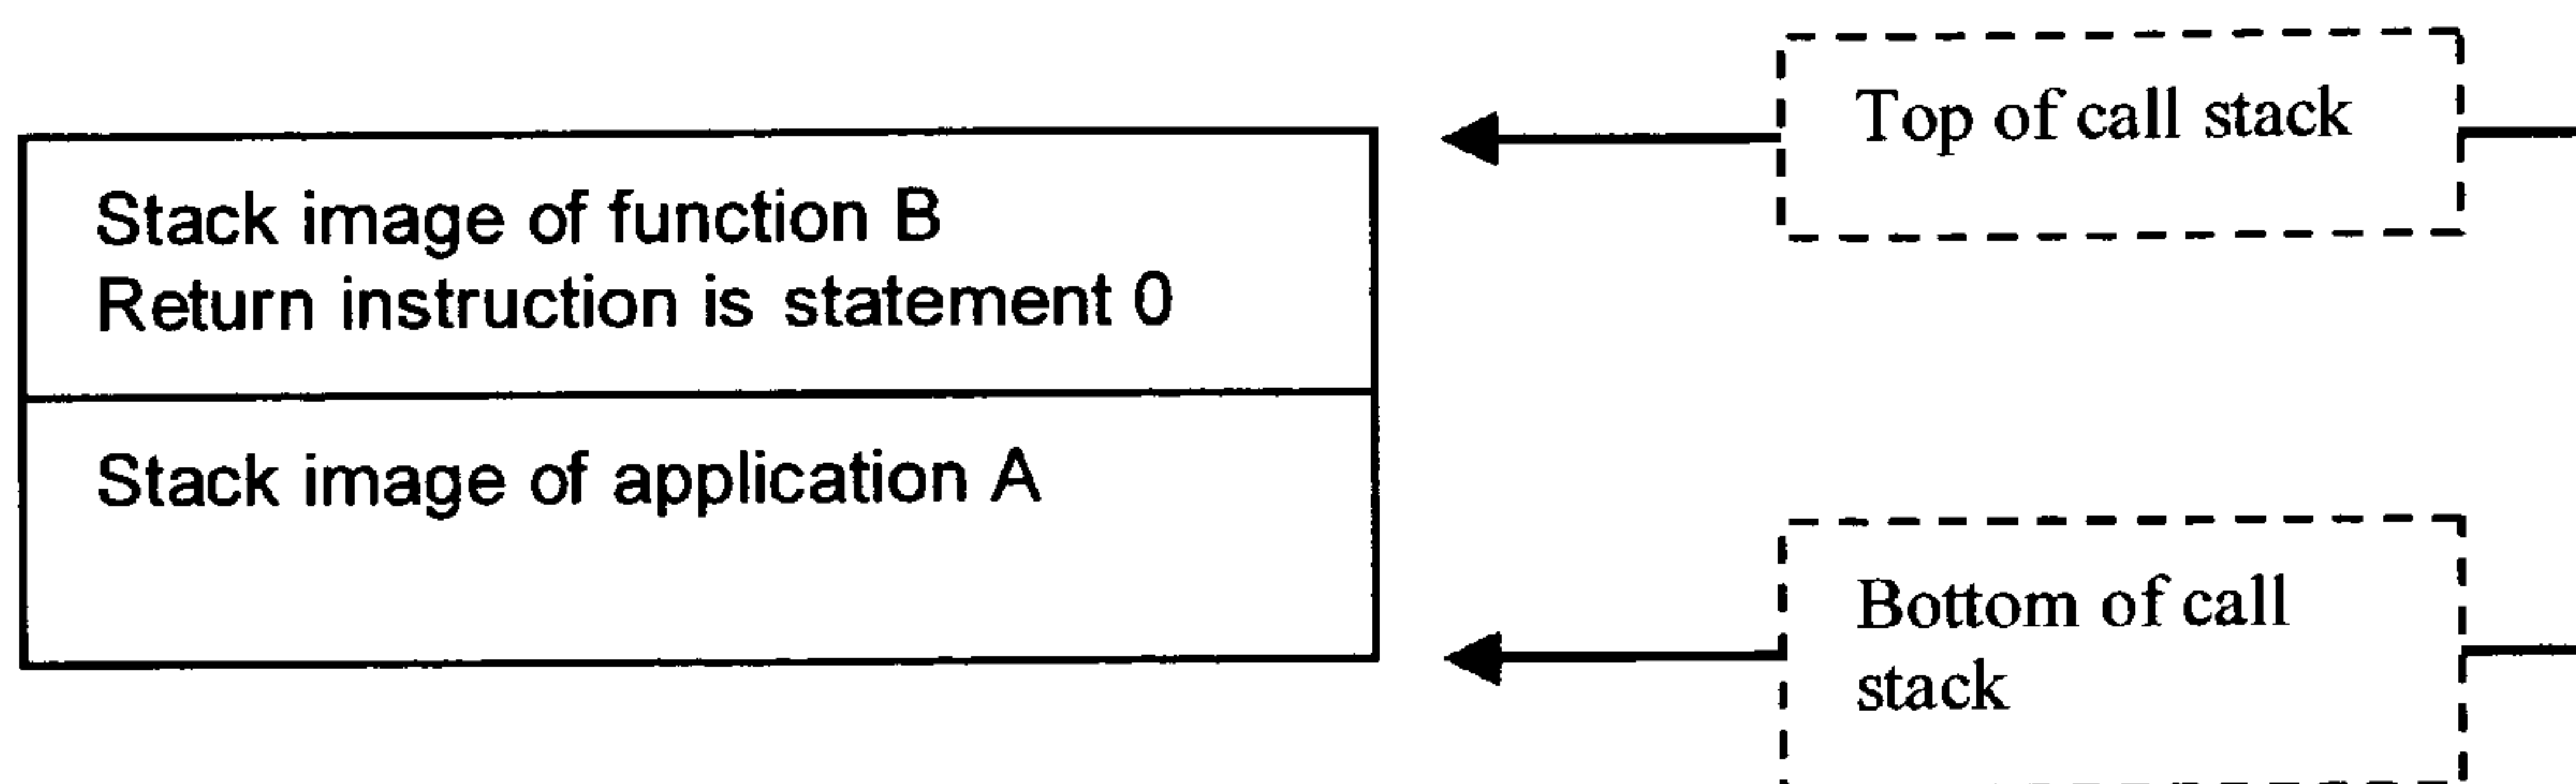 Top of call stack
Stack image of function B
Return instruction is statement 0
Stack image of application A
Bottom of call
stack